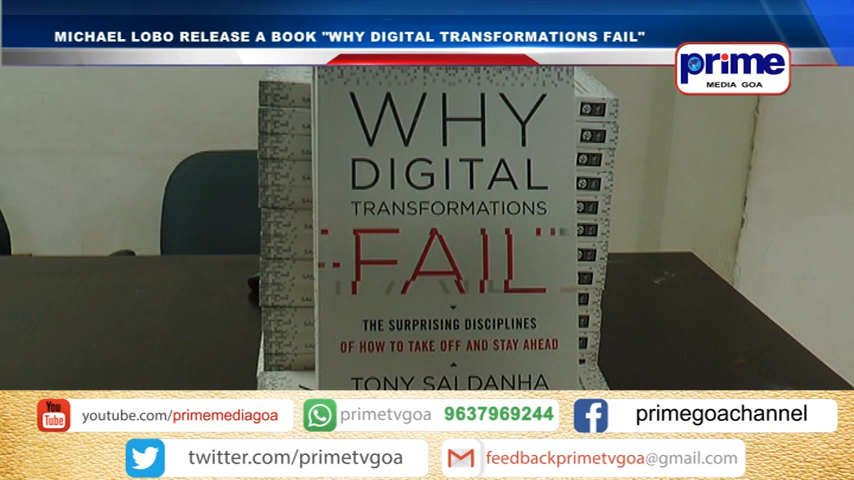 MICHAEL LOBO RELEASE A BOOK "WHY DIGITAL TRANSFORMATIONS FAIL"
prime
MEDIA GOA
WHY
DIGITAL
TRANSFORMATIONS
FAIL
THE SURPRISING DISCIPLINES
OF HOW TO TAKE OFF AND STAY AHEAD
TONY SALDANHA
You
Tube
youtube.com/primemediagoa
primetvgoa 9637969244
primegoachannel
twitter.com/primetvgoa
feedbackprimetvgoa@gmail.com